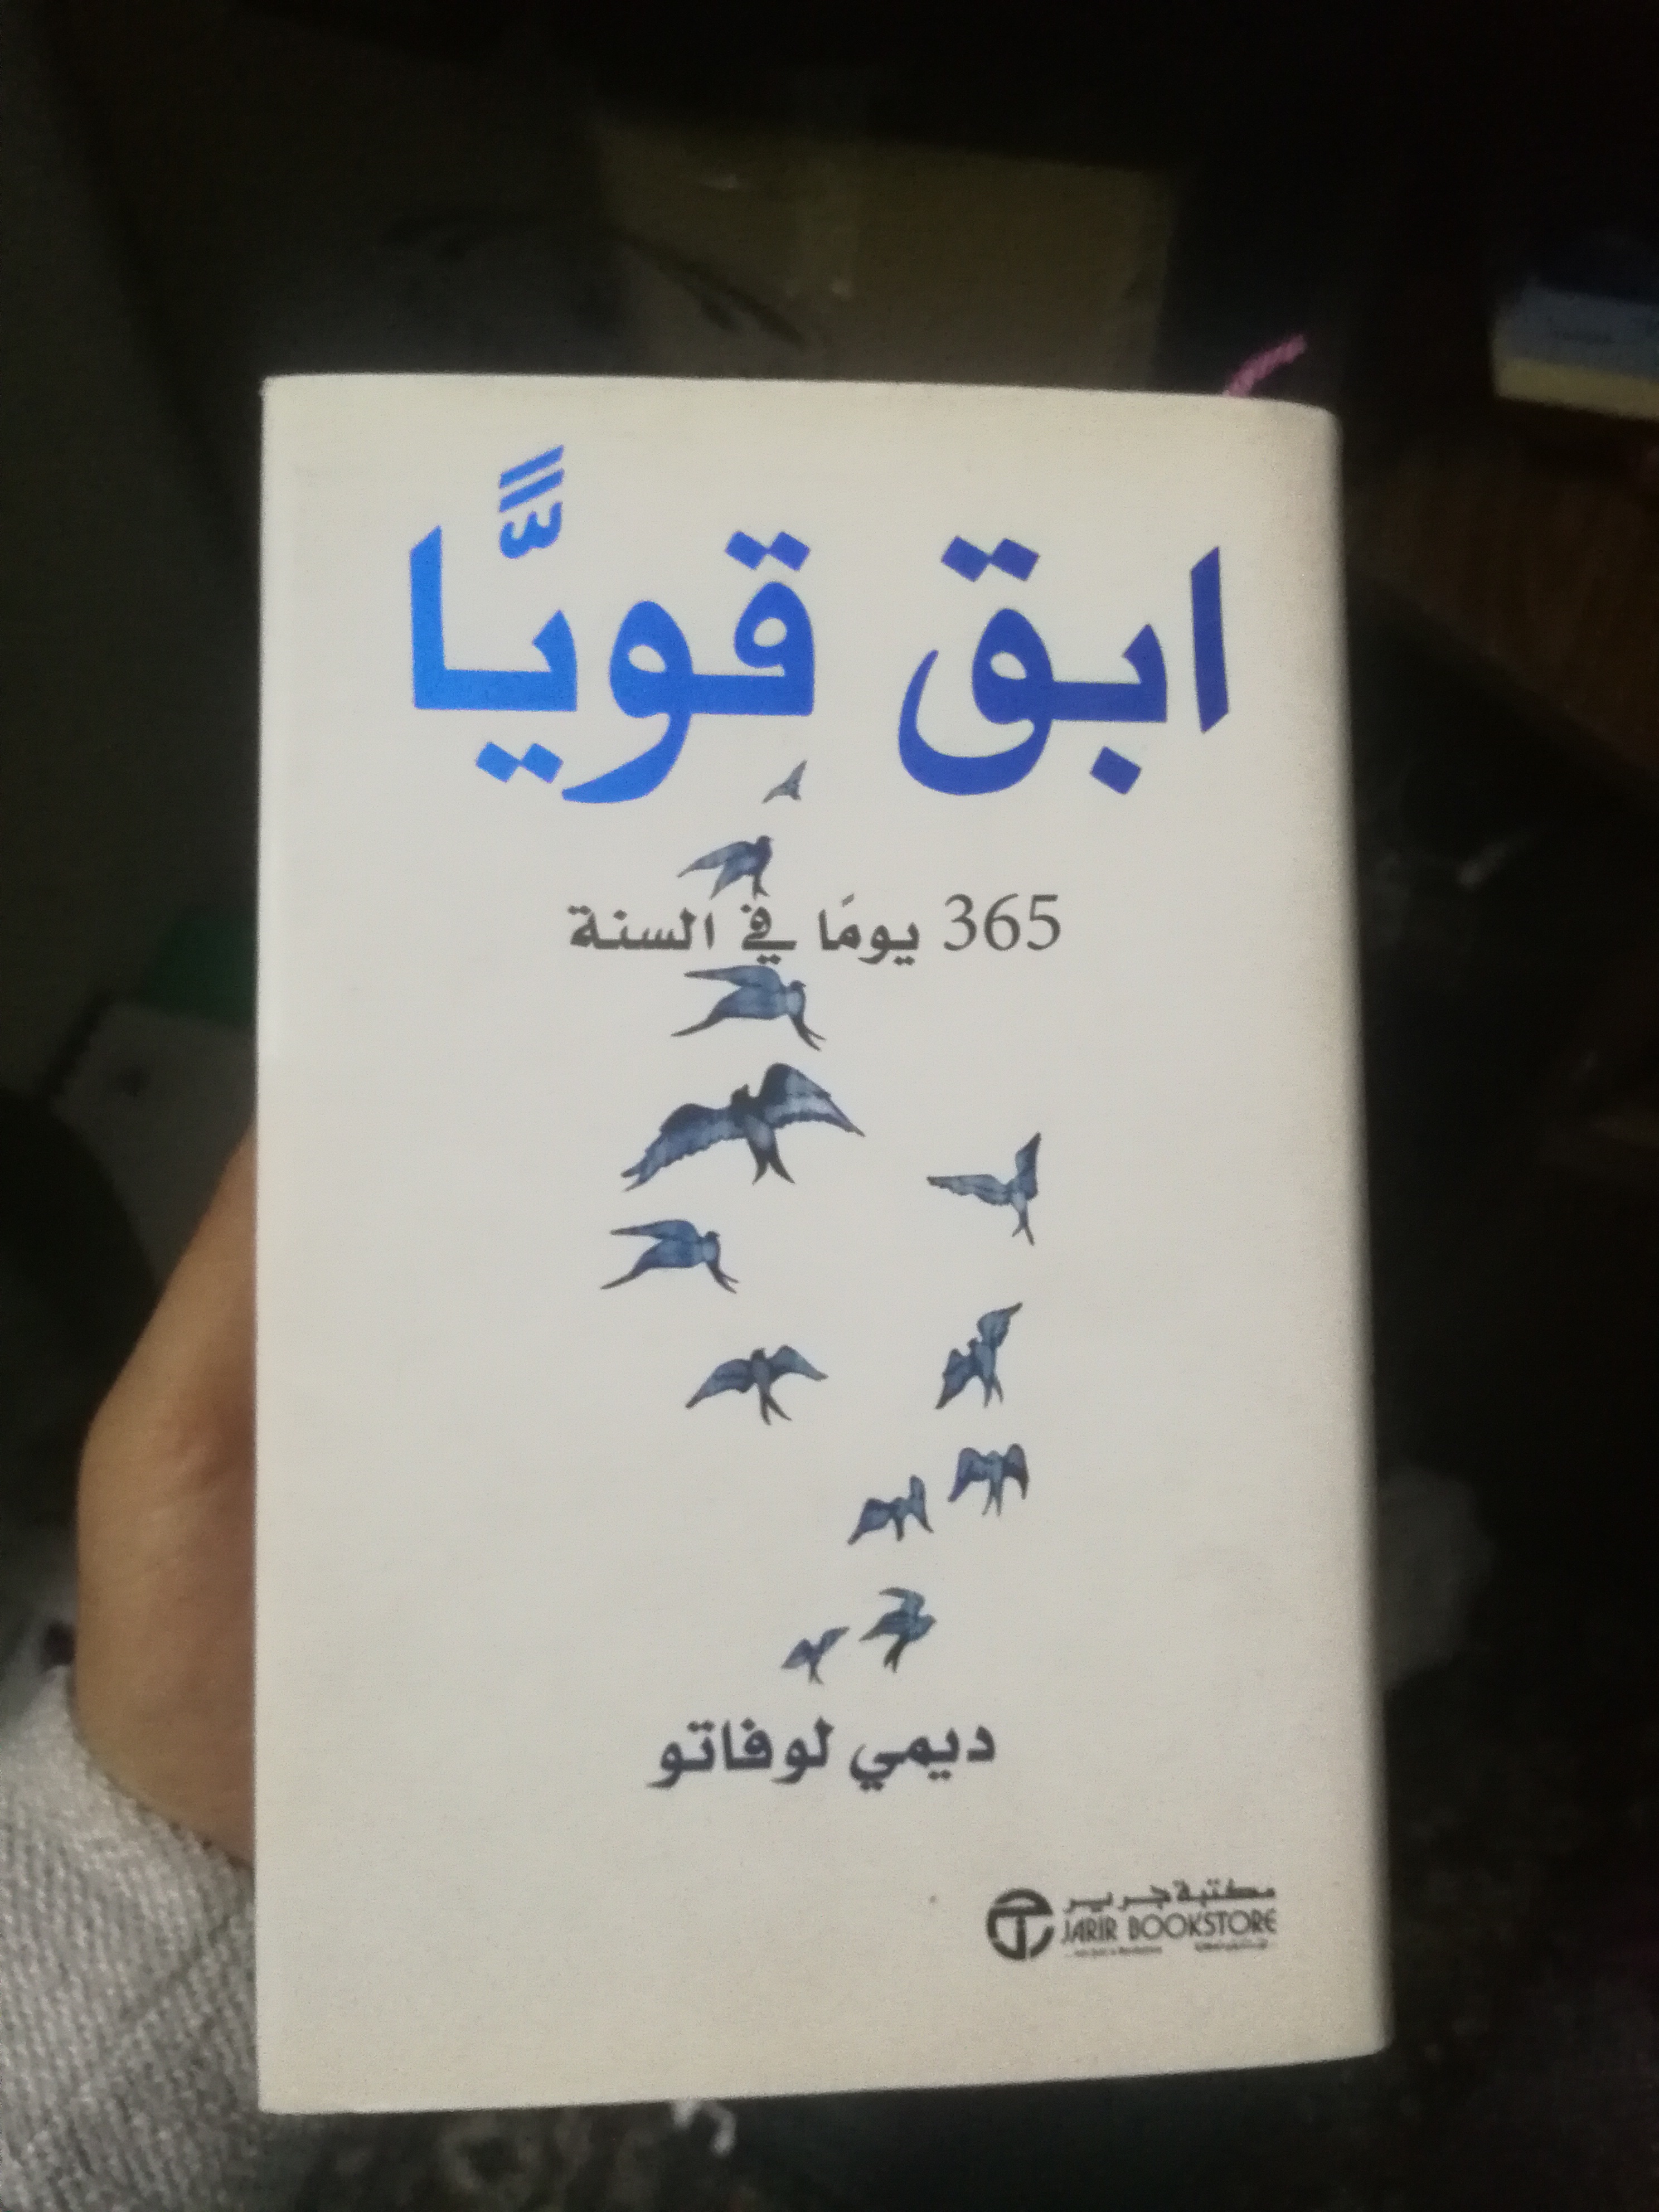 ابق قويًّا
365 يومًا في السنة
ديمي لوفاتو
مكتبة جرير
JARIR BOOKSTORE